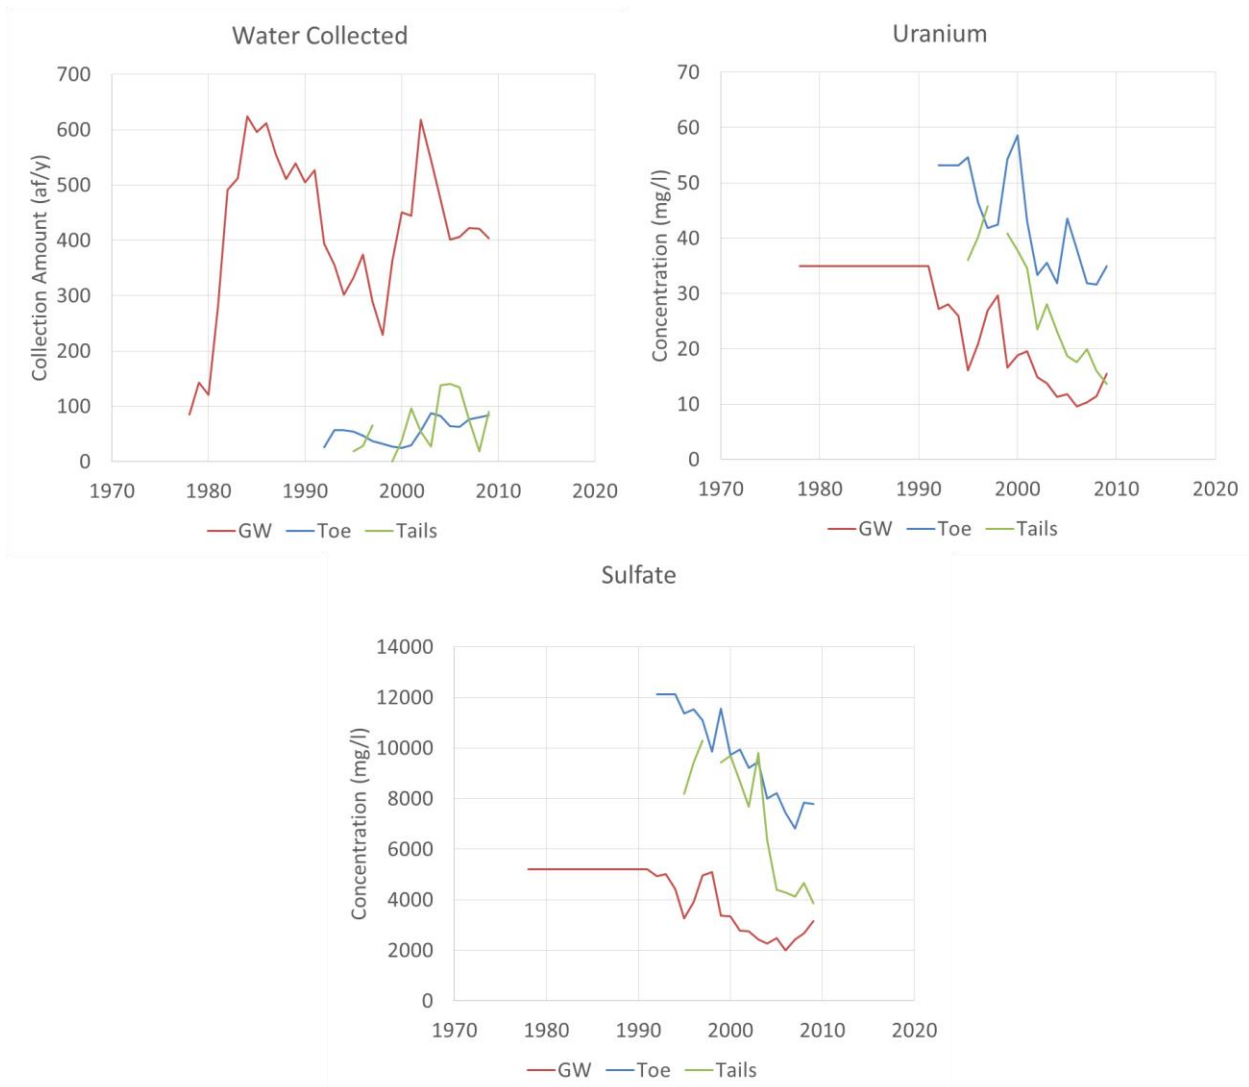 Water Collected
Collection Amount (af/y)
700
600
500
400
300
200
100
0
1970 1980 1990 2000 2010 2020
GW Toe Tails
Uranium
Concentration (mg/l)
70
60
50
40
30
20
10
0
1970 1980 1990 2000 2010 2020
GW Toe Tails
Sulfate
Concentration (mg/l)
14000
12000
10000
8000
6000
4000
2000
0
1970 1980 1990 2000 2010 2020
GW Toe Tails